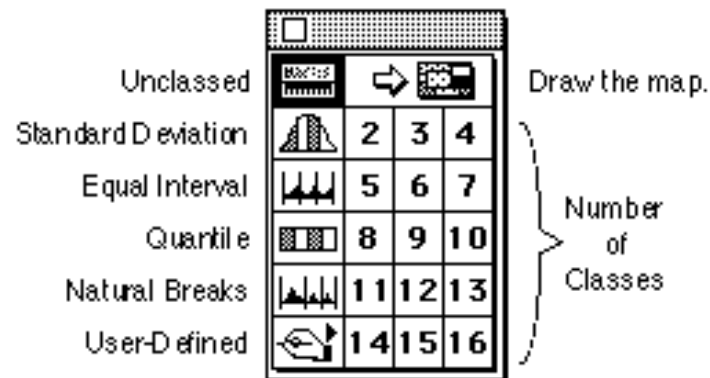 Unclassed
Draw the map.
Standard Deviation 2 3 4
Equal Interval 5 6 7
Quantile 8 9 10
Natural Breaks 11 12 13
User-Defined 14 15 16
Number
of
Classes